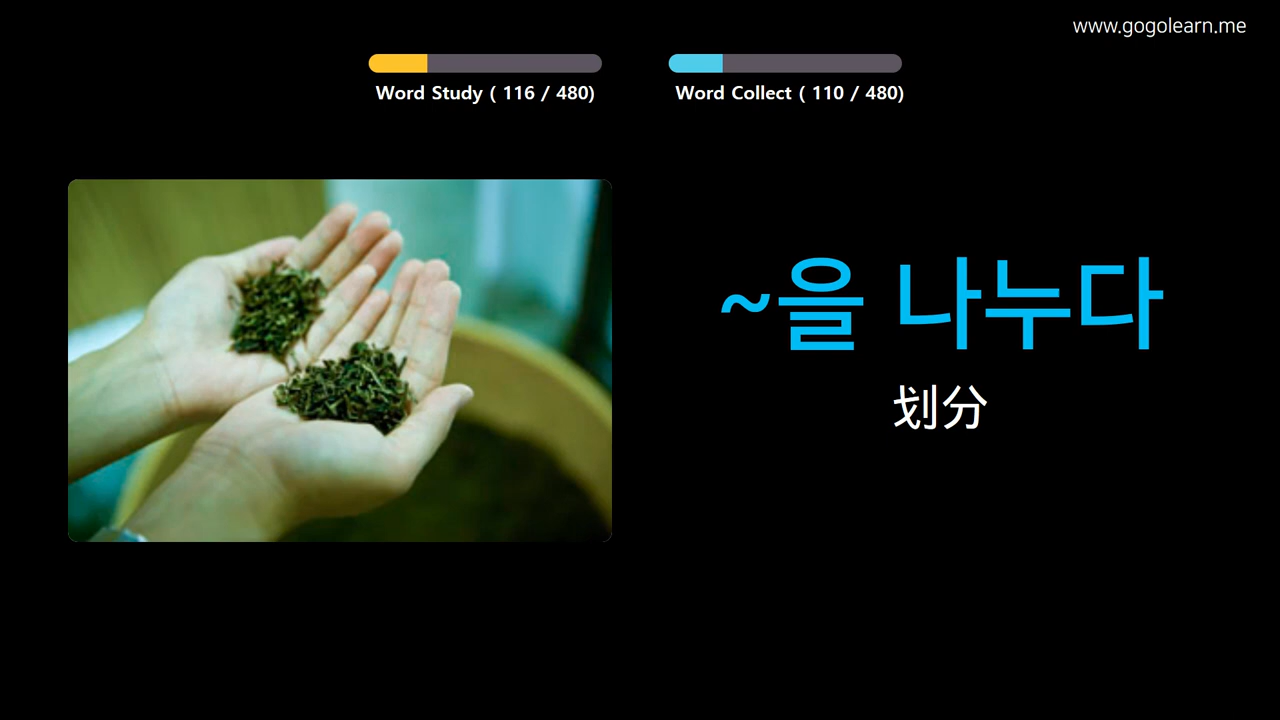 www.gogolearn.me
Word Study ( 116 / 480)
Word Collect ( 110 / 480)
~을 나누다
划分